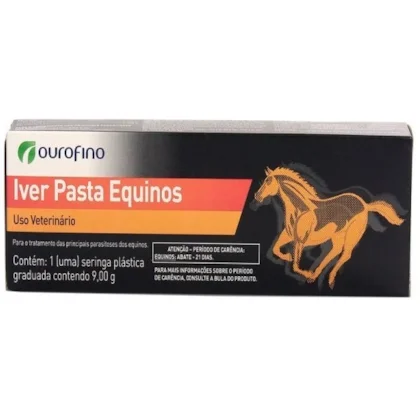 ourofino
Iver Pasta Equinos
Uso Veterinário
Para o tratamento das principais parasitoses dos equinos.
Contém: 1 (uma) seringa plástica
graduada contendo 9,00 g
ATENÇÃO - PERÍODO DE CARÊNCIA:
EQUINOS: ABATE - 21 DIAS.
PARA MAIS INFORMAÇÕES SOBRE O PERÍODO
DE CARÊNCIA, CONSULTE A BULA DO PRODUTO.